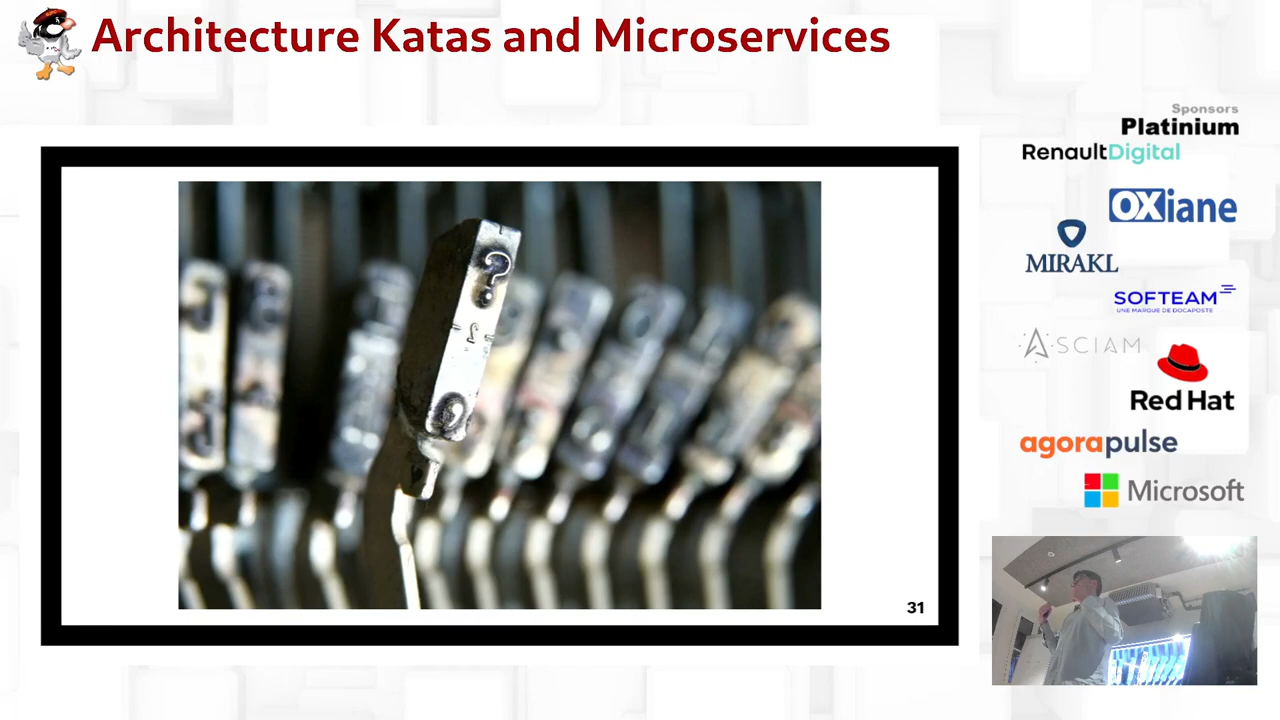 Architecture Katas and Microservices
Sponsors
Platinium
RenaultDigital
OXiane
MIRAKL
SOFTEAM
UNE MARQUE DE DOCAPOSTE
ASCIAM
Red Hat
agorapulse
Microsoft
?
31